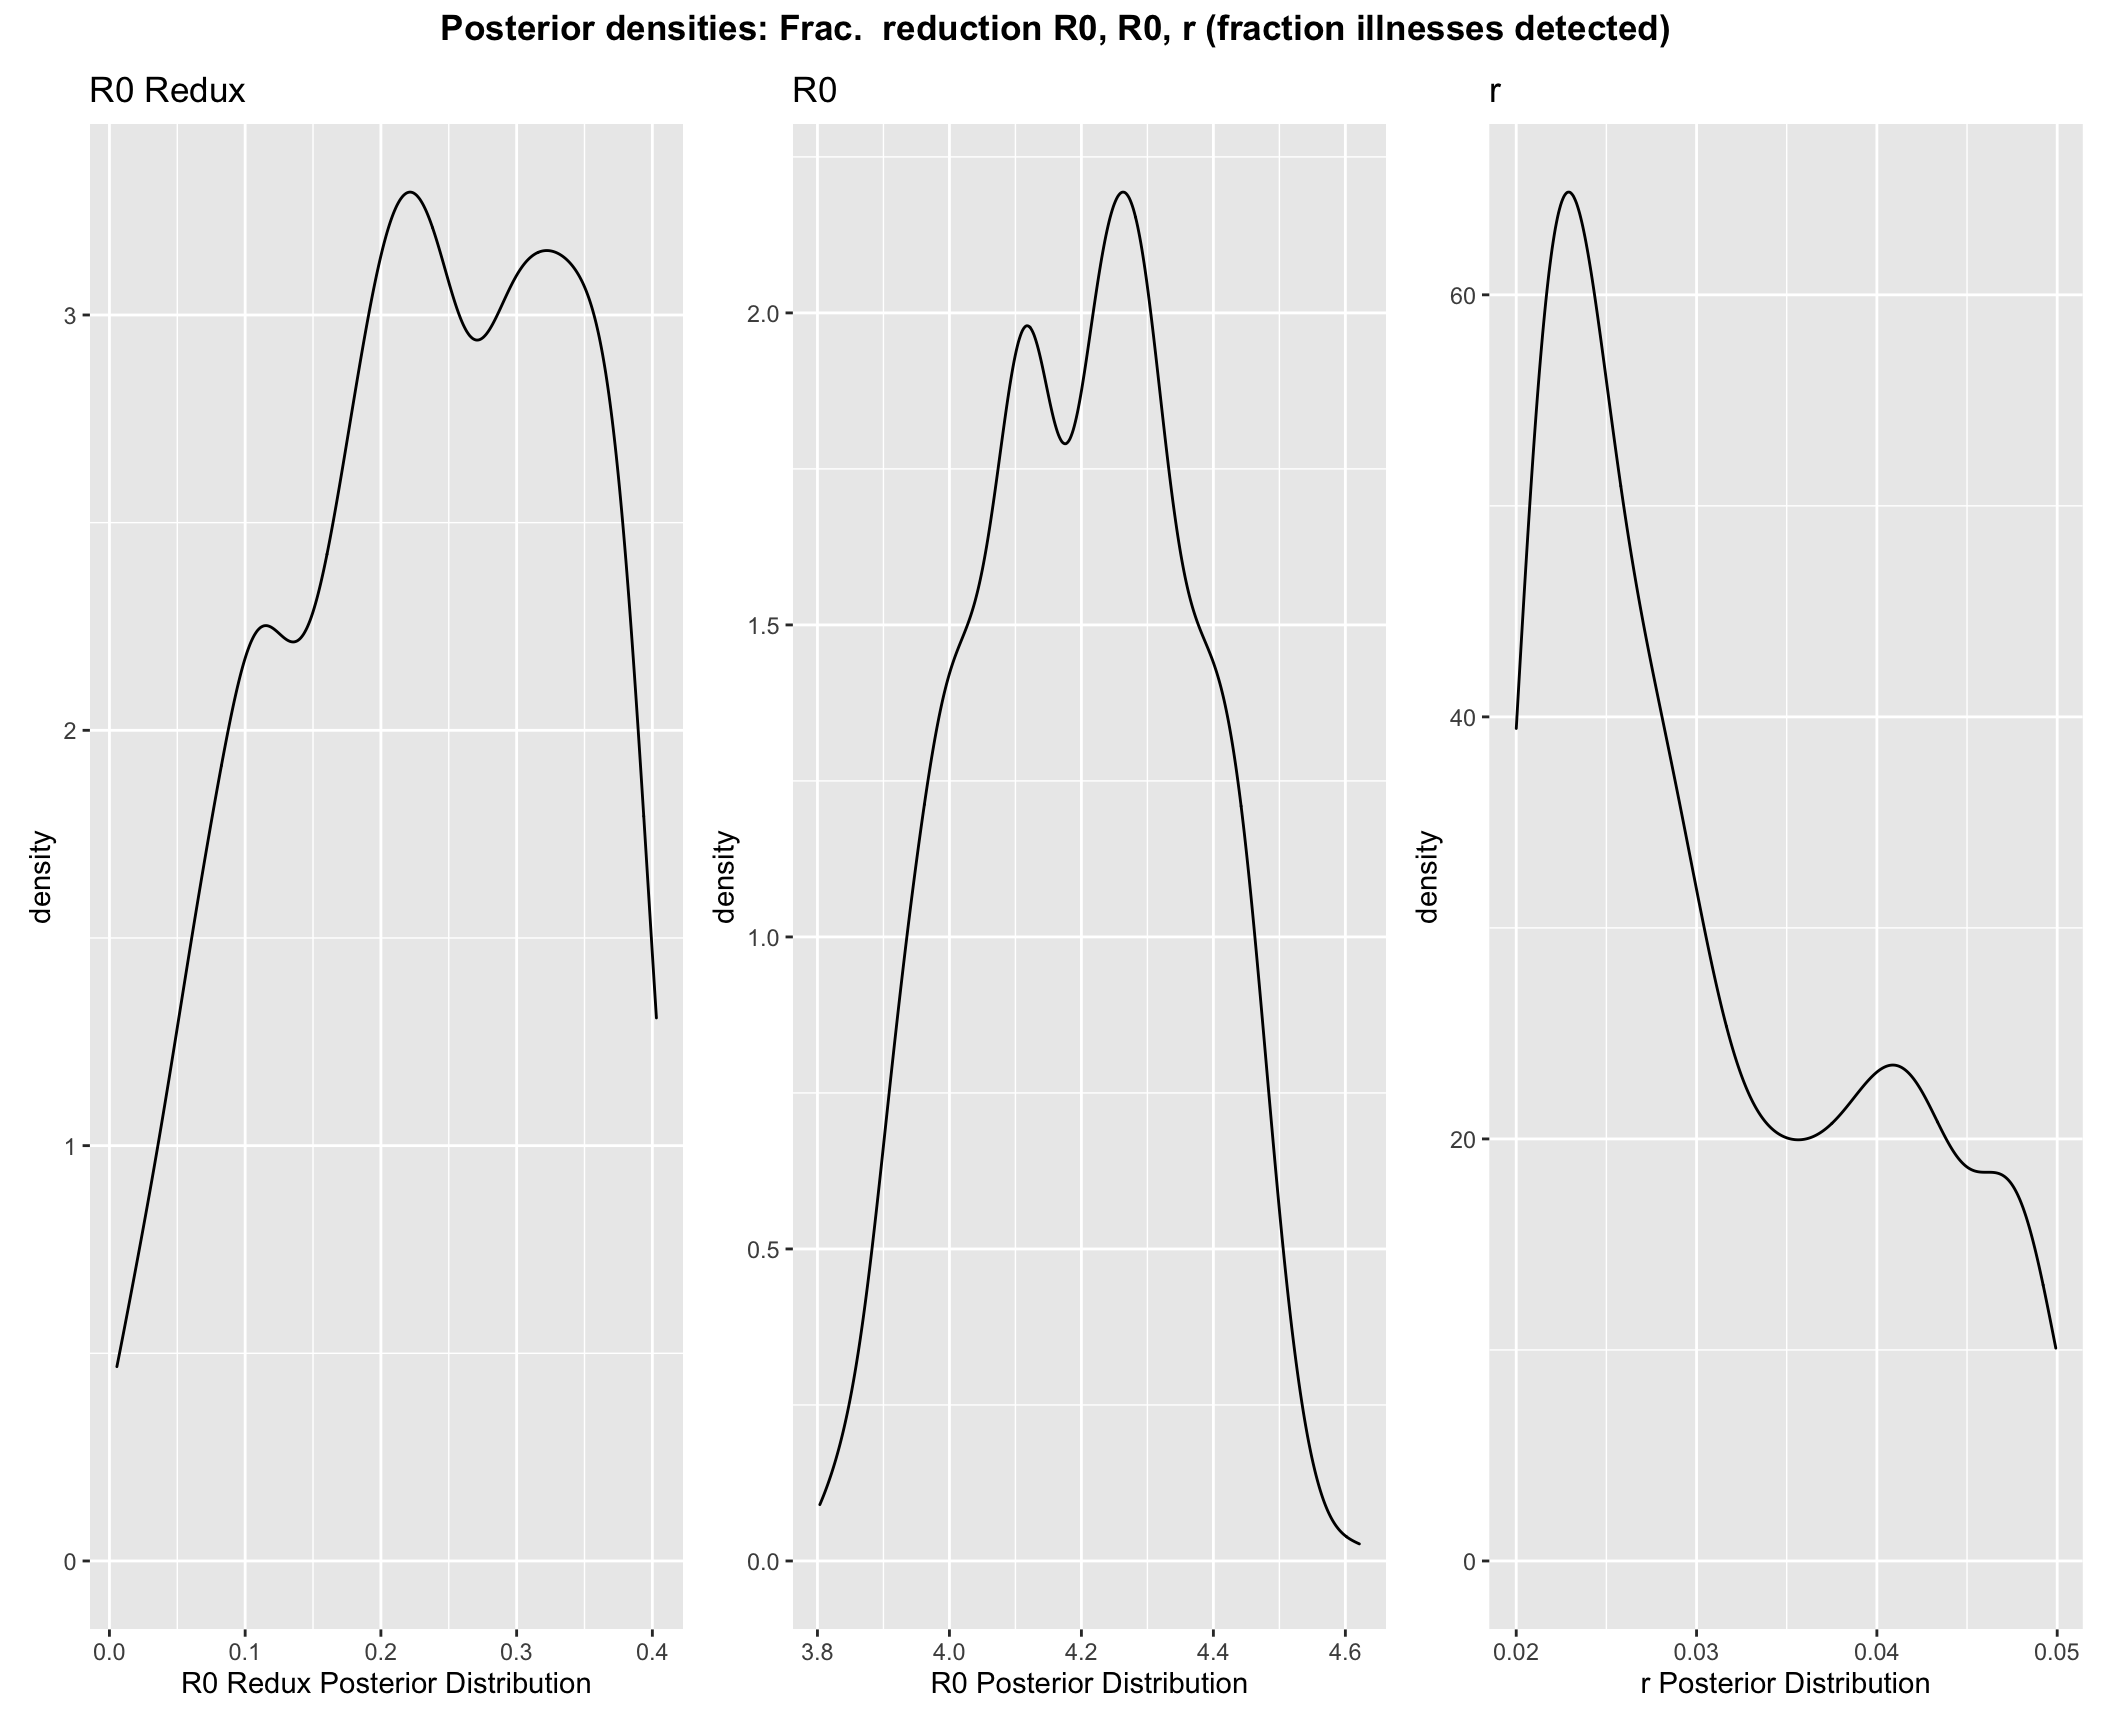 Posterior densities: Frac.  reduction R0, R0, r (fraction illnesses detected)
R0 Redux
density
3
2
1
0
0.0 0.1 0.2 0.3 0.4
R0 Redux Posterior Distribution
R0
density
2.0
1.5
1.0
0.5
0.0
3.8 4.0 4.2 4.4 4.6
R0 Posterior Distribution
r
density
60
40
20
0
0.02 0.03 0.04 0.05
r Posterior Distribution